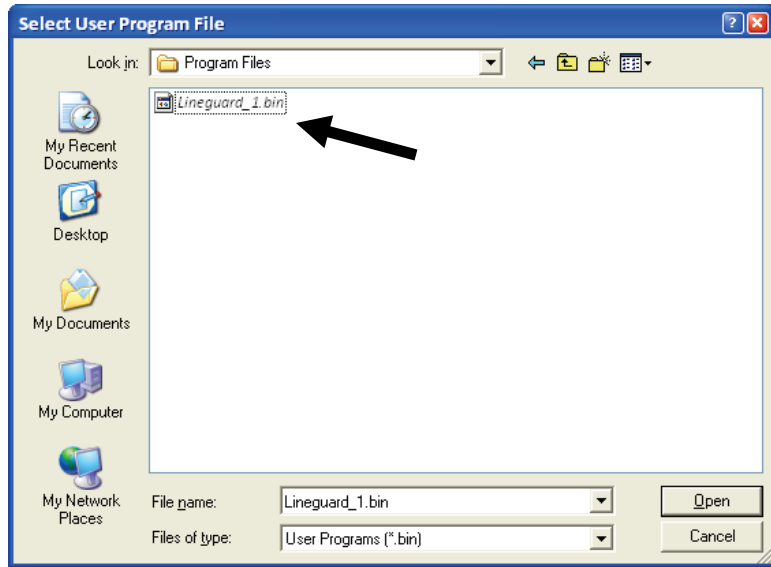 Select User Program File
Look in: Program Files
Lineguard_1.bin
My Recent
Documents
Desktop
My Documents
My Computer
My Network
Places
File name: Lineguard_1.bin Open
Files of type: User Programs (*.bin) Cancel